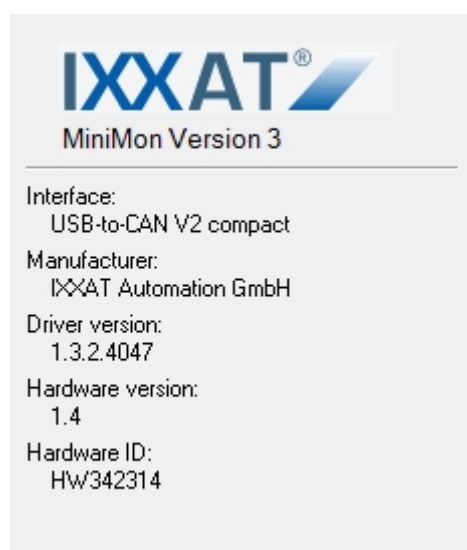 IXXAT®
MiniMon Version 3
Interface:
USB-to-CAN V2 compact
Manufacturer:
IXXAT Automation GmbH
Driver version:
1.3.2.4047
Hardware version:
1.4
Hardware ID:
HW342314